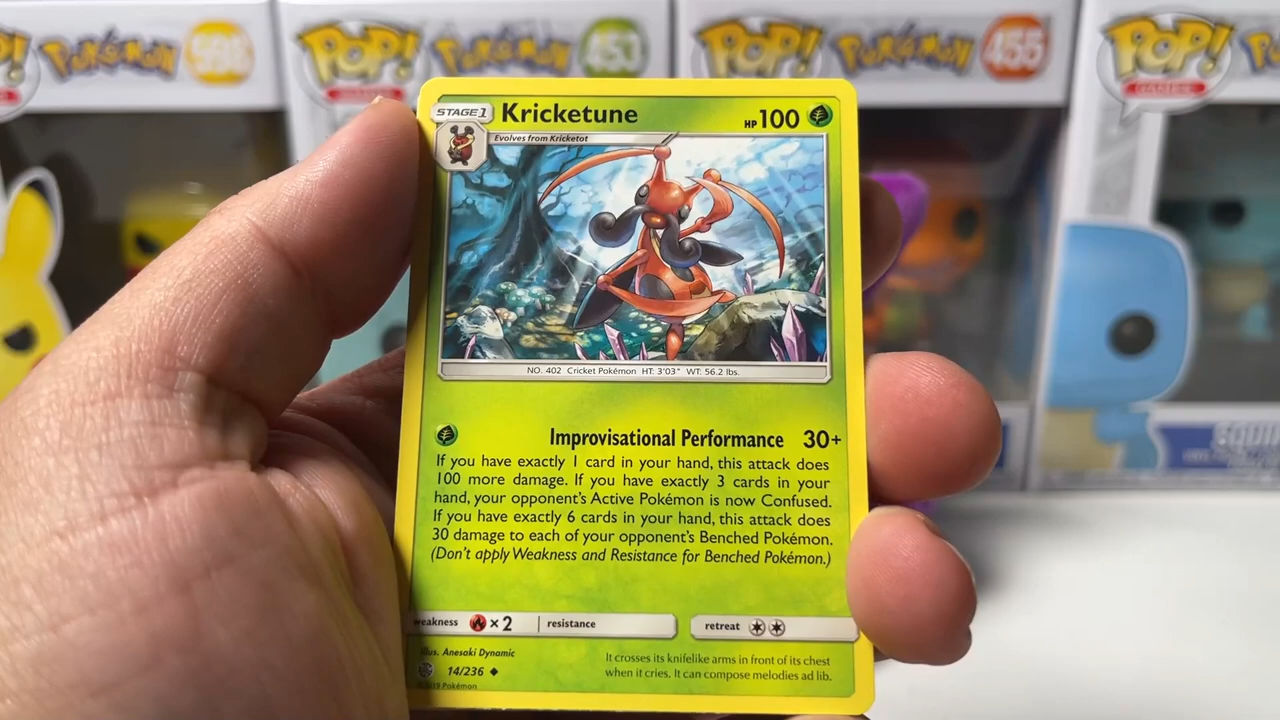 POP! Pokémon
POP! Pokémon 453
POP! Pokémon 455
POP!
STAGE 1 Kricketune HP 100
Evolves from Kricketot
NO. 402 Cricket Pokémon HT: 3'03" WT: 56.2 lbs.
Improvisational Performance 30+
If you have exactly 1 card in your hand, this attack does
100 more damage. If you have exactly 3 cards in your
hand, your opponent's Active Pokémon is now Confused.
If you have exactly 6 cards in your hand, this attack does
30 damage to each of your opponent's Benched Pokémon.
(Don't apply Weakness and Resistance for Benched Pokémon.)
weakness ×2 resistance
retreat
Illus. Anesaki Dynamic
14/236
It crosses its knifelike arms in front of its chest
when it cries. It can compose melodies ad lib.
©2019 Pokémon